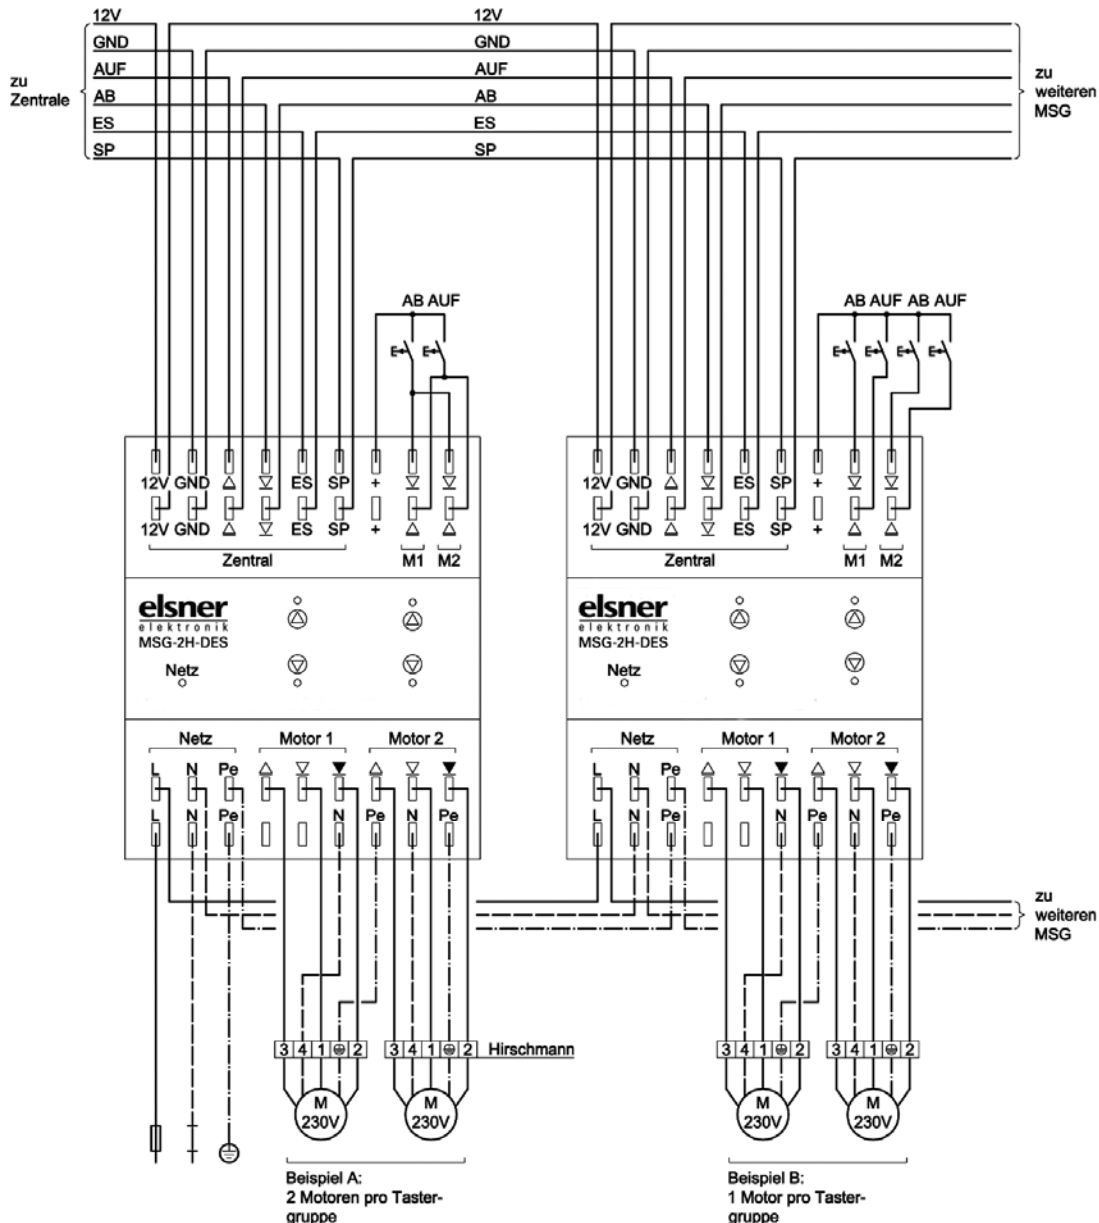 12V 12V
GND GND
AUF AUF
AB AB
ES ES
SP SP
zu
Zentrale
zu
weiteren
MSG
AB AUF
AB AUF AB AUF
12V GND ES SP +
12V GND ES SP +
Zentral M1 M2
12V GND ES SP +
12V GND ES SP +
Zentral M1 M2
elsner
elektronik
MSG-2H-DES
Netz
elsner
elektronik
MSG-2H-DES
Netz
Netz Motor 1 Motor 2
L N Pe
L N Pe N Pe N Pe
Netz Motor 1 Motor 2
L N Pe
L N Pe N Pe N Pe
zu
weiteren
MSG
3 4 1 2 3 4 1 2 Hirschmann
3 4 1 2 3 4 1 2
M
230V
M
230V
M
230V
M
230V
Beispiel A:
2 Motoren pro Taster-
gruppe
Beispiel B:
1 Motor pro Taster-
gruppe